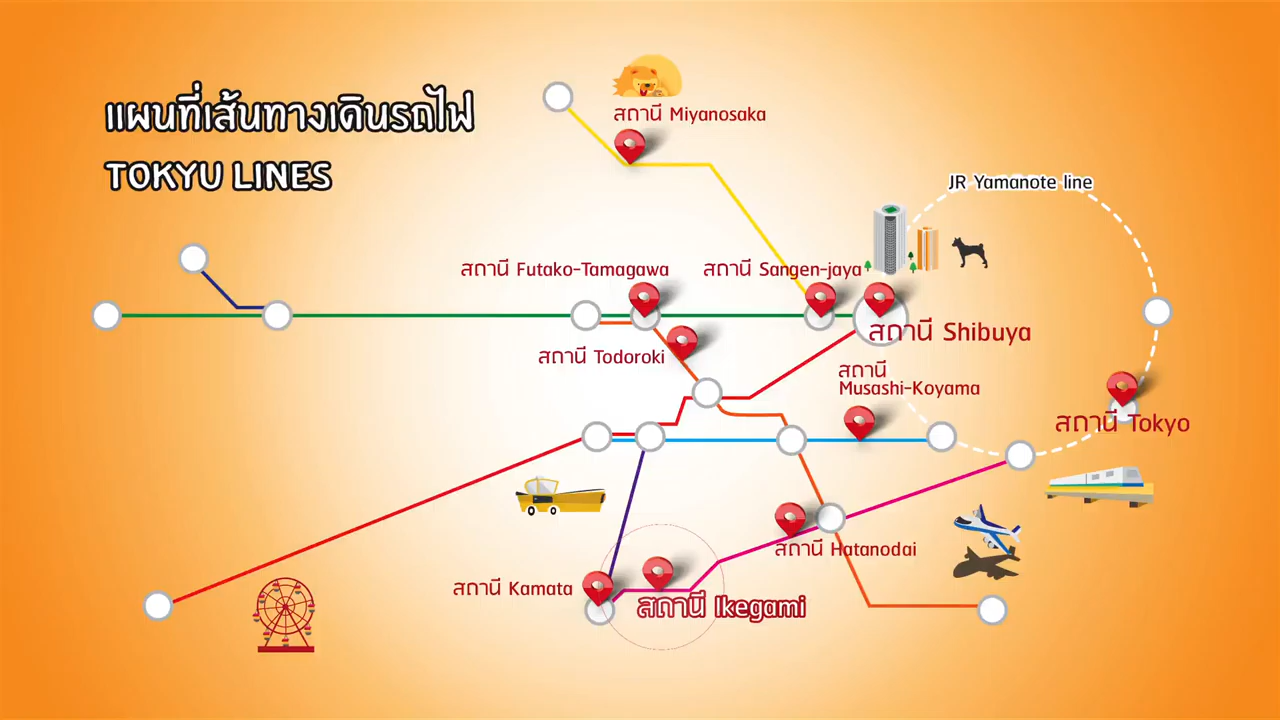 แผนที่เส้นทางเดินรถไฟ
TOKYU LINES
สถานี Miyanosaka
JR Yamanote line
สถานี Futako-Tamagawa
สถานี Sangen-jaya
สถานี Shibuya
สถานี Todoroki
สถานี
Musashi-Koyama
สถานี Tokyo
สถานี Hatanodai
สถานี Kamata
สถานี Ikegami